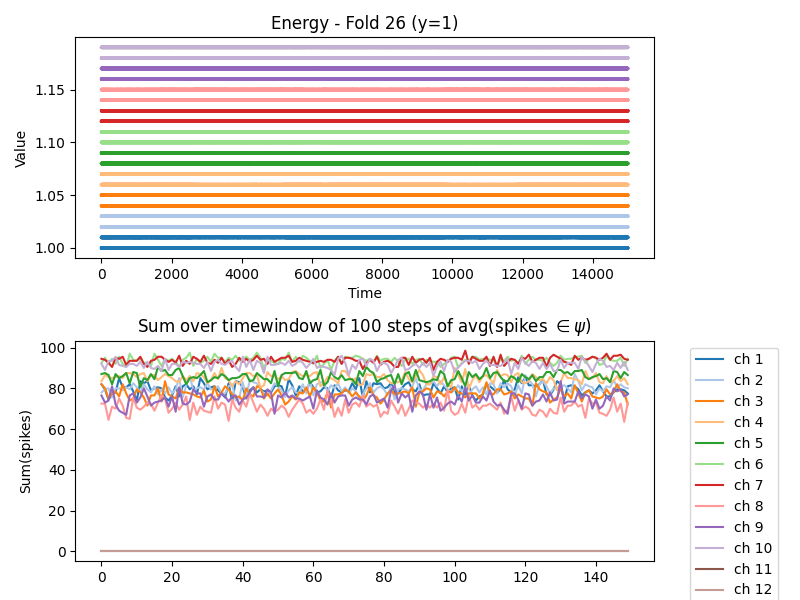 Energy - Fold 26 (y=1)
Value
1.15
1.10
1.05
1.00
0 2000 4000 6000 8000 10000 12000 14000
Time
Sum over timewindow of 100 steps of avg(spikes ∈ ψ)
Sum(spikes)
100
80
60
40
20
0
0 20 40 60 80 100 120 140
ch 1
ch 2
ch 3
ch 4
ch 5
ch 6
ch 7
ch 8
ch 9
ch 10
ch 11
ch 12